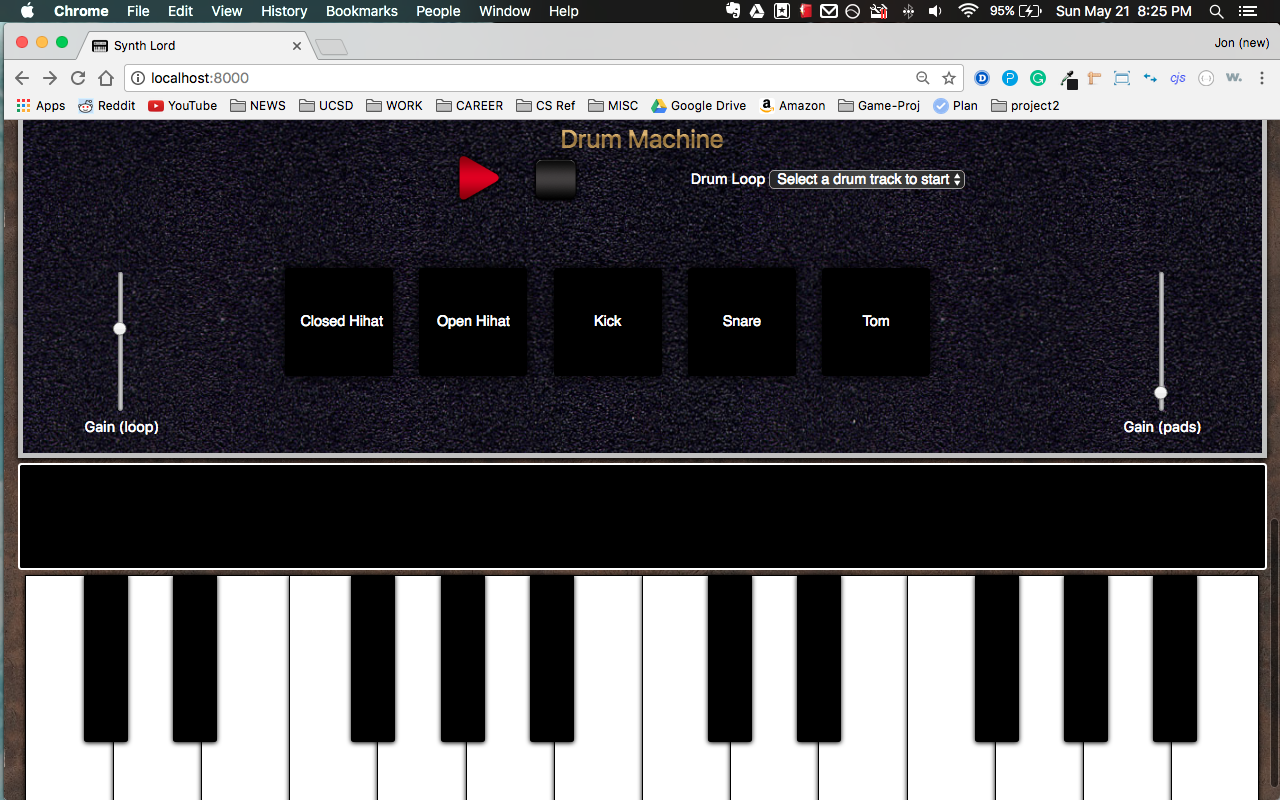 Chrome File Edit View History Bookmarks People Window Help 95% Sun May 21 8:25 PM
Synth Lord Jon (new)
localhost:8000
Apps Reddit YouTube NEWS UCSD WORK CAREER CS Ref MISC Google Drive Amazon Game-Proj Plan project2
Drum Machine
Drum Loop Select a drum track to start
Closed Hihat Open Hihat Kick Snare Tom
Gain (loop) Gain (pads)